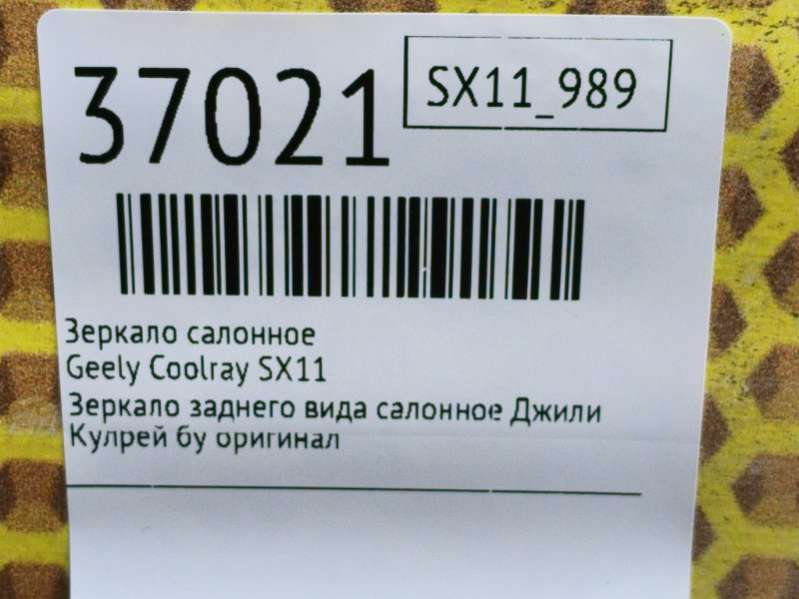 37021
SX11_989
Зеркало салонное
Geely Coolray SX11
Зеркало заднего вида салонное Джили
Кулрей бу оригинал